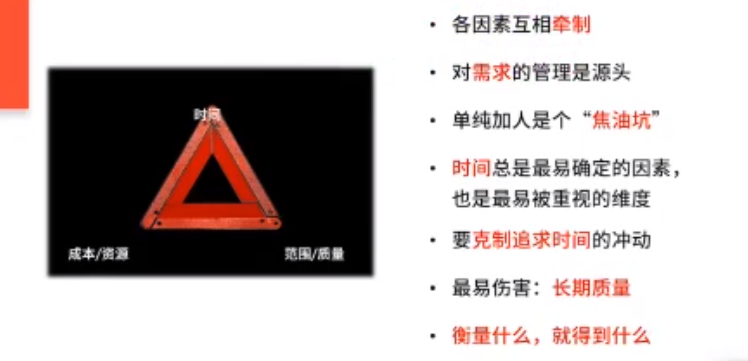 时间
成本/资源
范围/质量
• 各因素互相牵制
• 对需求的管理是源头
• 单纯加人是个“焦油坑”
• 时间总是最易确定的因素，
也是最易被重视的维度
• 要克制追求时间的冲动
• 最易伤害：长期质量
• 衡量什么，就得到什么